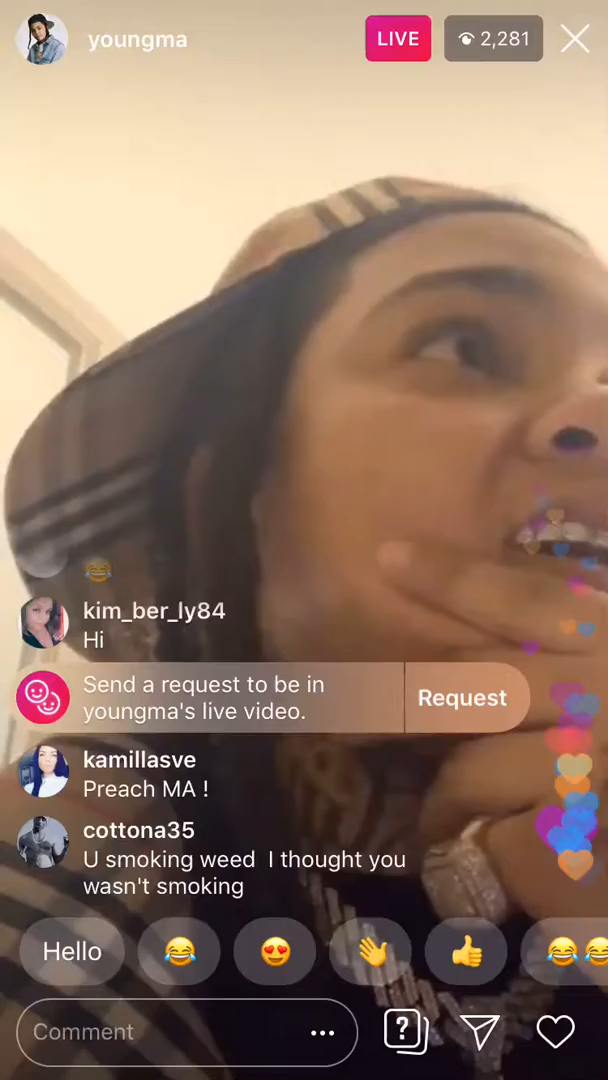 youngma
LIVE
2,281
kim_ber_ly84
Hi
Send a request to be in
youngma's live video.
Request
kamillasve
Preach MA !
cottona35
U smoking weed  I thought you
wasn't smoking
Hello
Comment